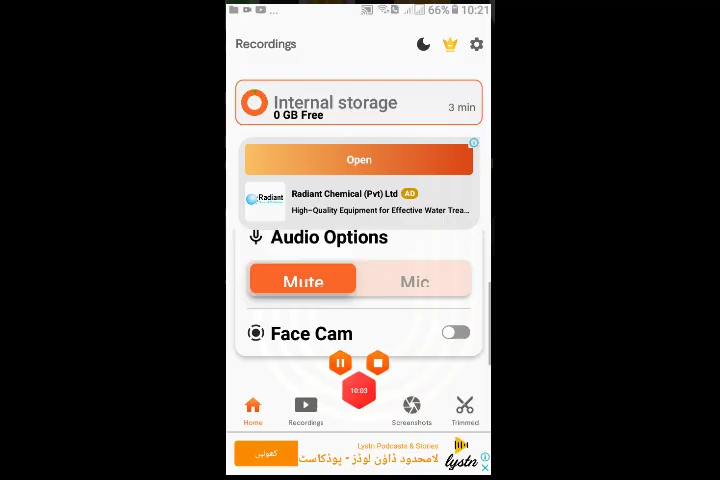 ... 66% 10:21
Recordings
Internal storage
0 GB Free
3 min
Open
Radiant
Radiant Chemical (Pvt) Ltd AD
High-Quality Equipment for Effective Water Trea...
Audio Options
Mute
Mic
Face Cam
10:03
Home
Recordings
Screenshots
Trimmed
Lystn Podcasts & Stories
کھولیں
لامحدود ڈاؤن لوڈز - پوڈکاسٹ
lystn